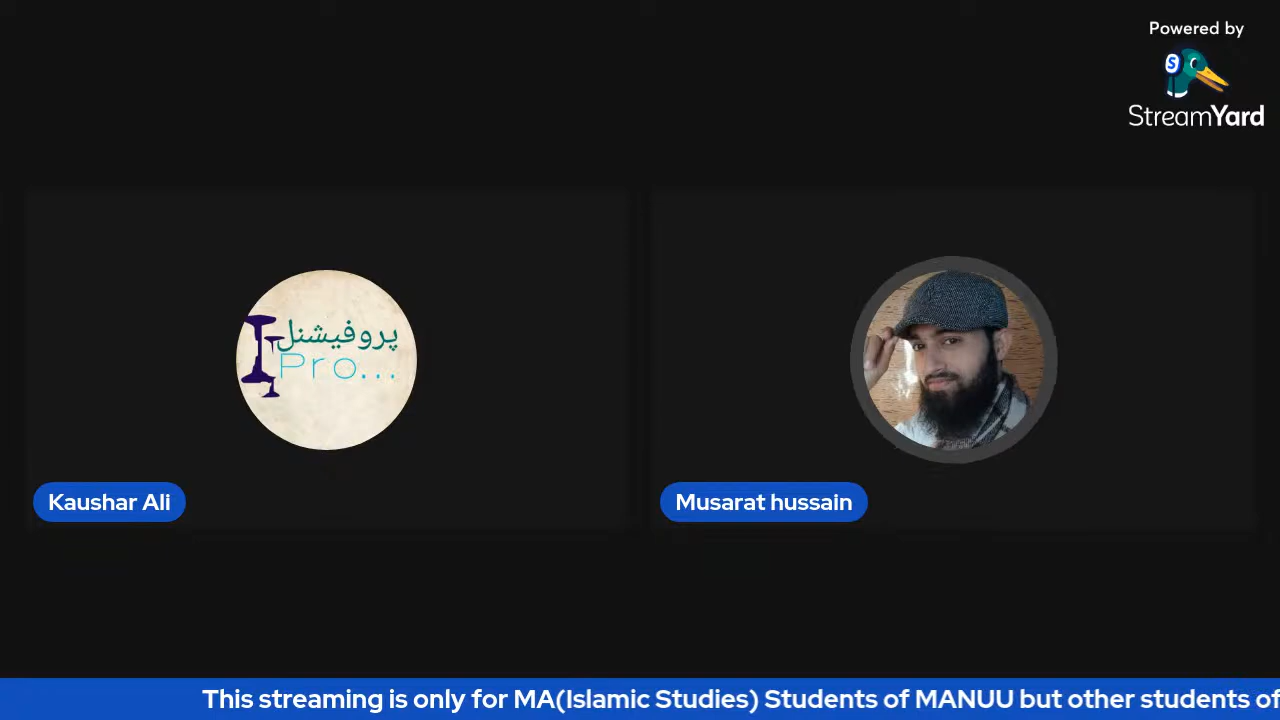 Powered by
S
StreamYard
پروفیشنل
Pro...
Kaushar Ali
Musarat hussain
This streaming is only for MA(Islamic Studies) Students of MANUU but other students of